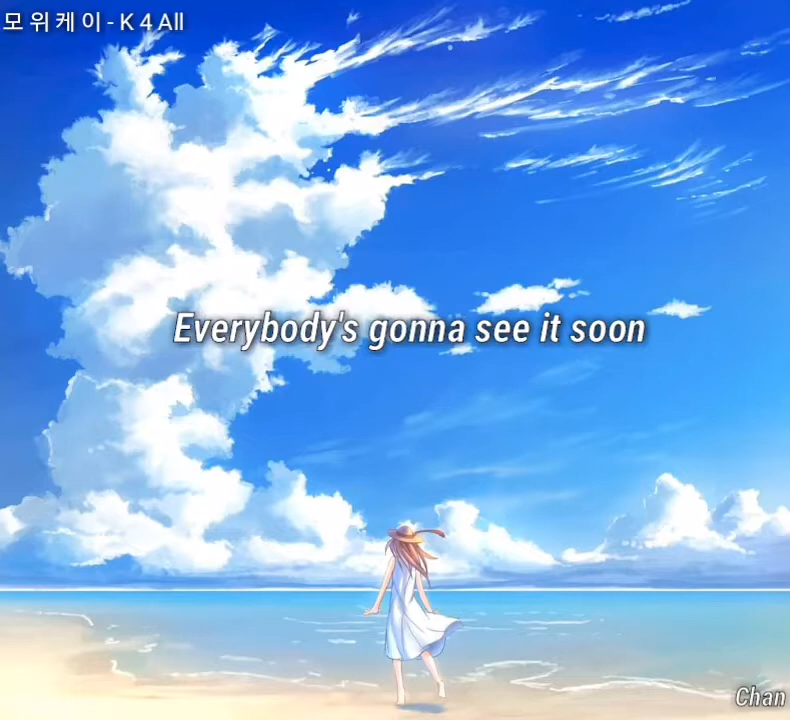 모 위 케 이 - K 4 All
Everybody's gonna see it soon
Chan